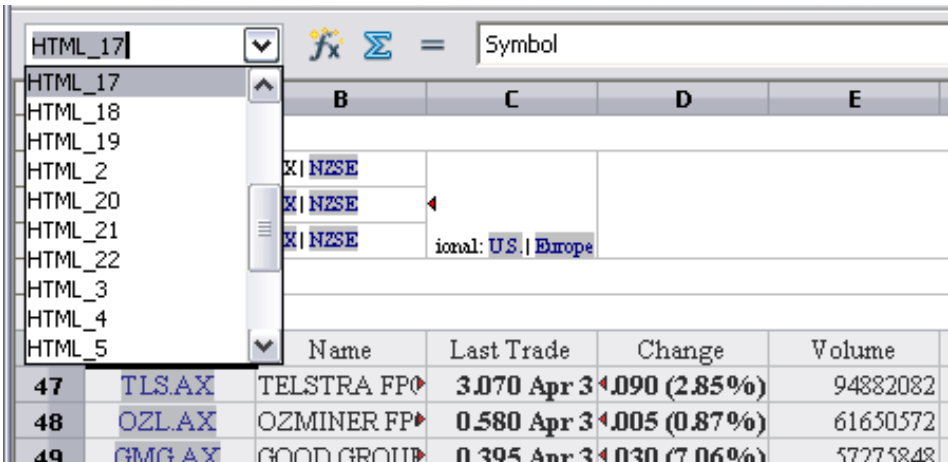 HTML_17 = Symbol
HTML_17
HTML_18
HTML_19
HTML_2
HTML_20
HTML_21
HTML_22
HTML_3
HTML_4
HTML_5
B C D E
X| NZSE
X| NZSE
X| NZSE
ional: U.S.| Europe
Name Last Trade Change Volume
47 TLS.AX TELSTRA FPO 3.070 Apr 3 .090 (2.85%) 94882082
48 OZL.AX OZMINER FP 0.580 Apr 3 .005 (0.87%) 61650572
49 GMG.AX GOOD GROUP 0.395 Apr 3 .030 (7.06%) 57275848